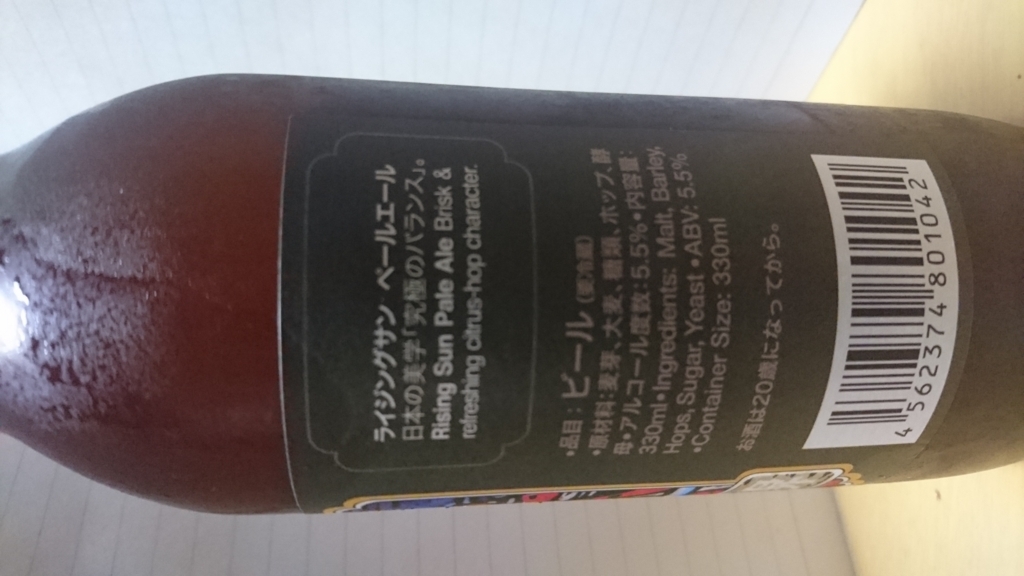 ライジングサン ペールエール
日本の美学「究極のバランス」。
Rising Sun Pale Ale Brisk &
refreshing citrus-hop character.
•品目：ビール（要冷蔵）
•原材料：麦芽、大麦、糖類、ホップ、酵
母•アルコール度数：5.5%•内容量：
330ml•Ingredients: Malt, Barley,
Hops, Sugar, Yeast •ABV: 5.5%
•Container Size: 330ml
お酒は20歳になってから。
4 562374 801042